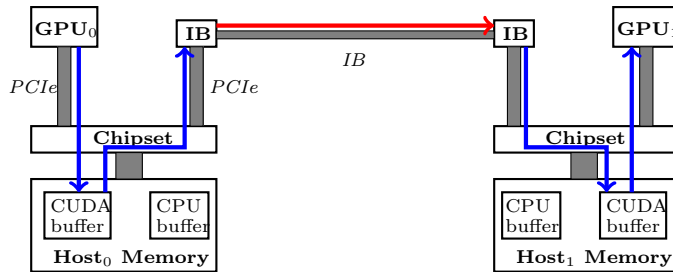 GPU₀ IB IB GPU₁
PCIe PCIe IB
Chipset Chipset
CUDA buffer
CPU buffer
CPU buffer
CUDA buffer
Host₀ Memory Host₁ Memory